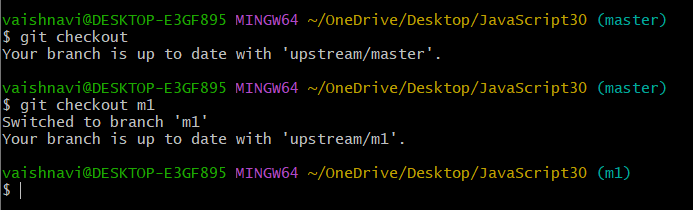 vaishnavi@DESKTOP-E3GF895 MINGW64 ~/OneDrive/Desktop/JavaScript30 (master)
$ git checkout
Your branch is up to date with 'upstream/master'.
vaishnavi@DESKTOP-E3GF895 MINGW64 ~/OneDrive/Desktop/JavaScript30 (master)
$ git checkout m1
Switched to branch 'm1'
Your branch is up to date with 'upstream/m1'.
vaishnavi@DESKTOP-E3GF895 MINGW64 ~/OneDrive/Desktop/JavaScript30 (m1)
$